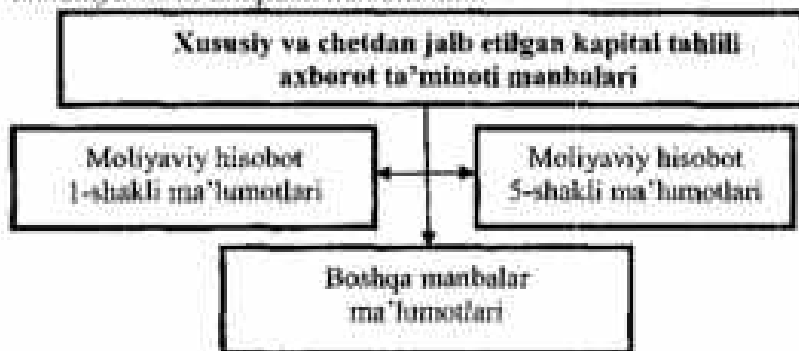 Xususiy va chetdan jalb etilgan kapital tahlili
axborot ta'minoti manbalari
Moliyaviy hisobot
1-shakli ma'lumotlari
Moliyaviy hisobot
5-shakli ma'lumotlari
Boshqa manbalar
ma'lumotlari